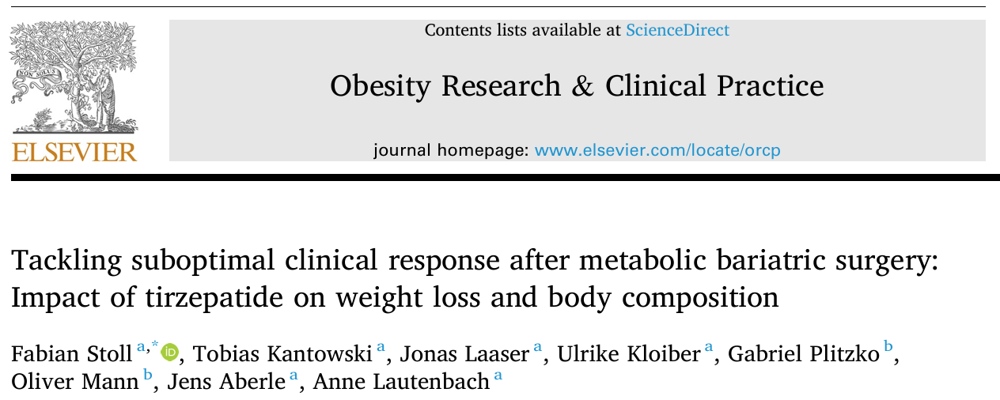 Contents lists available at ScienceDirect
Obesity Research & Clinical Practice
journal homepage: www.elsevier.com/locate/orcp
NON SOLUS
ELSEVIER
Tackling suboptimal clinical response after metabolic bariatric surgery:
Impact of tirzepatide on weight loss and body composition
Fabian Stoll a,* iD, Tobias Kantowski a, Jonas Laaser a, Ulrike Kloiber a, Gabriel Plitzko b,
Oliver Mann b, Jens Aberle a, Anne Lautenbach a